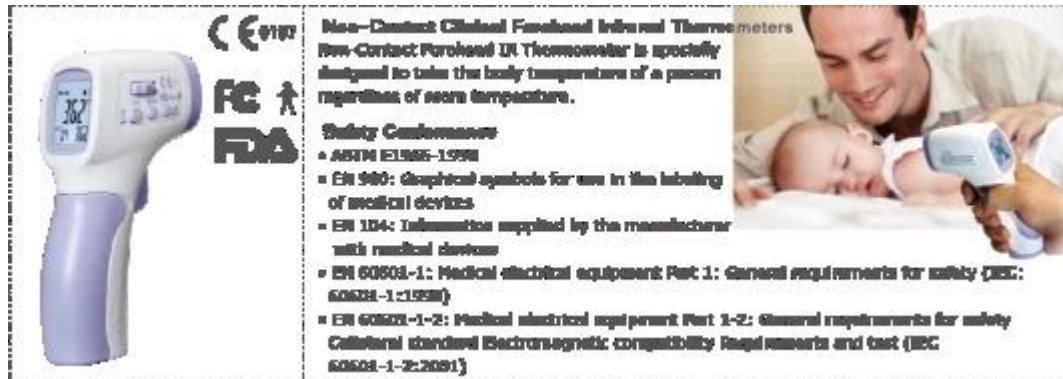 CE0197
FC
FDA
Non-Contact Clinical Forehead Infrared Thermometers
Non-Contact Forehead IR Thermometer is specially
designed to take the body temperature of a person
regardless of room temperature.
Safety Conformance
• ASTM E1965-1998
• EN 980: Graphical symbols for use in the labeling
of medical devices
• EN 104: Information supplied by the manufacturer
with medical devices
• EN 60601-1: Medical electrical equipment Part 1: General requirements for safety (IEC:
60601-1:1998)
• EN 60601-1-2: Medical electrical equipment Part 1-2: General requirements for safety
Collateral standard Electromagnetic compatibility Requirements and test (IEC
60601-1-2:2001)